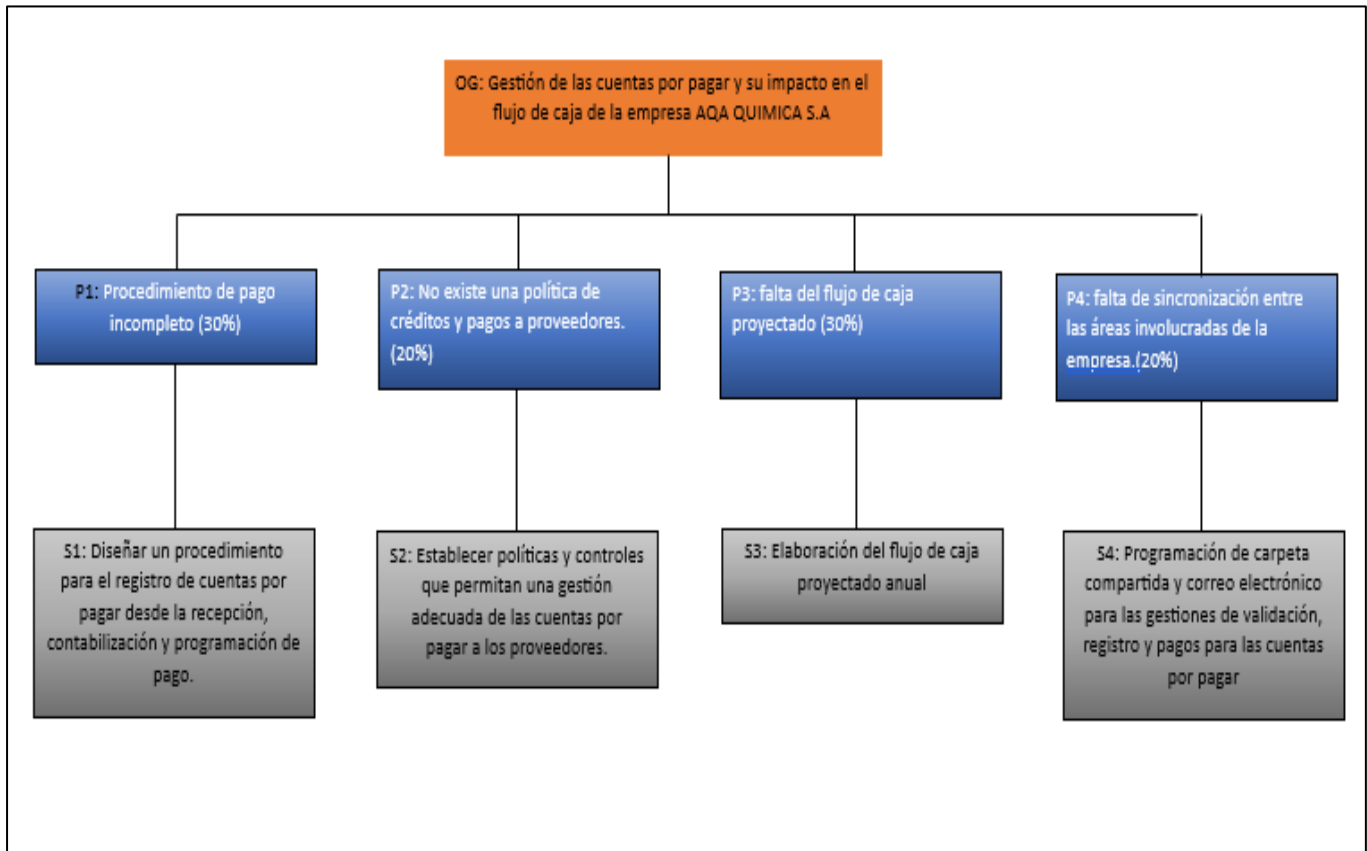 OG: Gestión de las cuentas por pagar y su impacto en el
flujo de caja de la empresa AQA QUIMICA S.A
P1: Procedimiento de pago
incompleto (30%)
P2: No existe una política de
créditos y pagos a proveedores.
(20%)
P3: falta del flujo de caja
proyectado (30%)
P4: falta de sincronización entre
las áreas involucradas de la
empresa.(20%)
S1: Diseñar un procedimiento
para el registro de cuentas por
pagar desde la recepción,
contabilización y programación de
pago.
S2: Establecer políticas y controles
que permitan una gestión
adecuada de las cuentas por
pagar a los proveedores.
S3: Elaboración del flujo de caja
proyectado anual
S4: Programación de carpeta
compartida y correo electrónico
para las gestiones de validación,
registro y pagos para las cuentas
por pagar